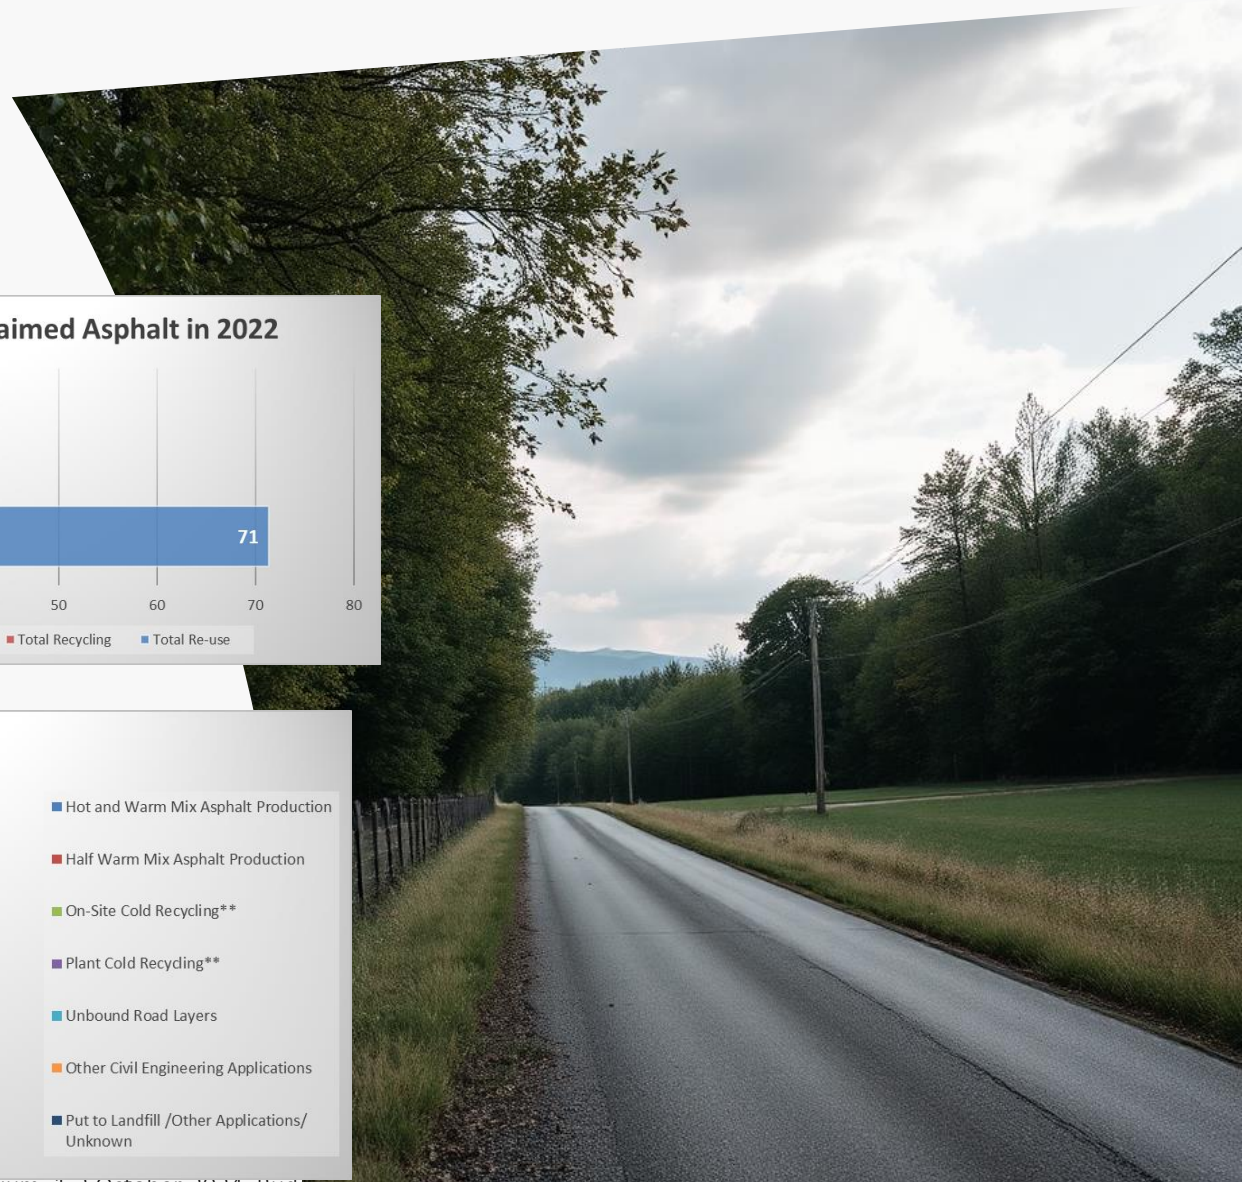 aimed Asphalt in 2022
71
50 60 70 80
Total Recycling Total Re-use
Hot and Warm Mix Asphalt Production
Half Warm Mix Asphalt Production
On-Site Cold Recycling**
Plant Cold Recycling**
Unbound Road Layers
Other Civil Engineering Applications
Put to Landfill /Other Applications/
Unknown